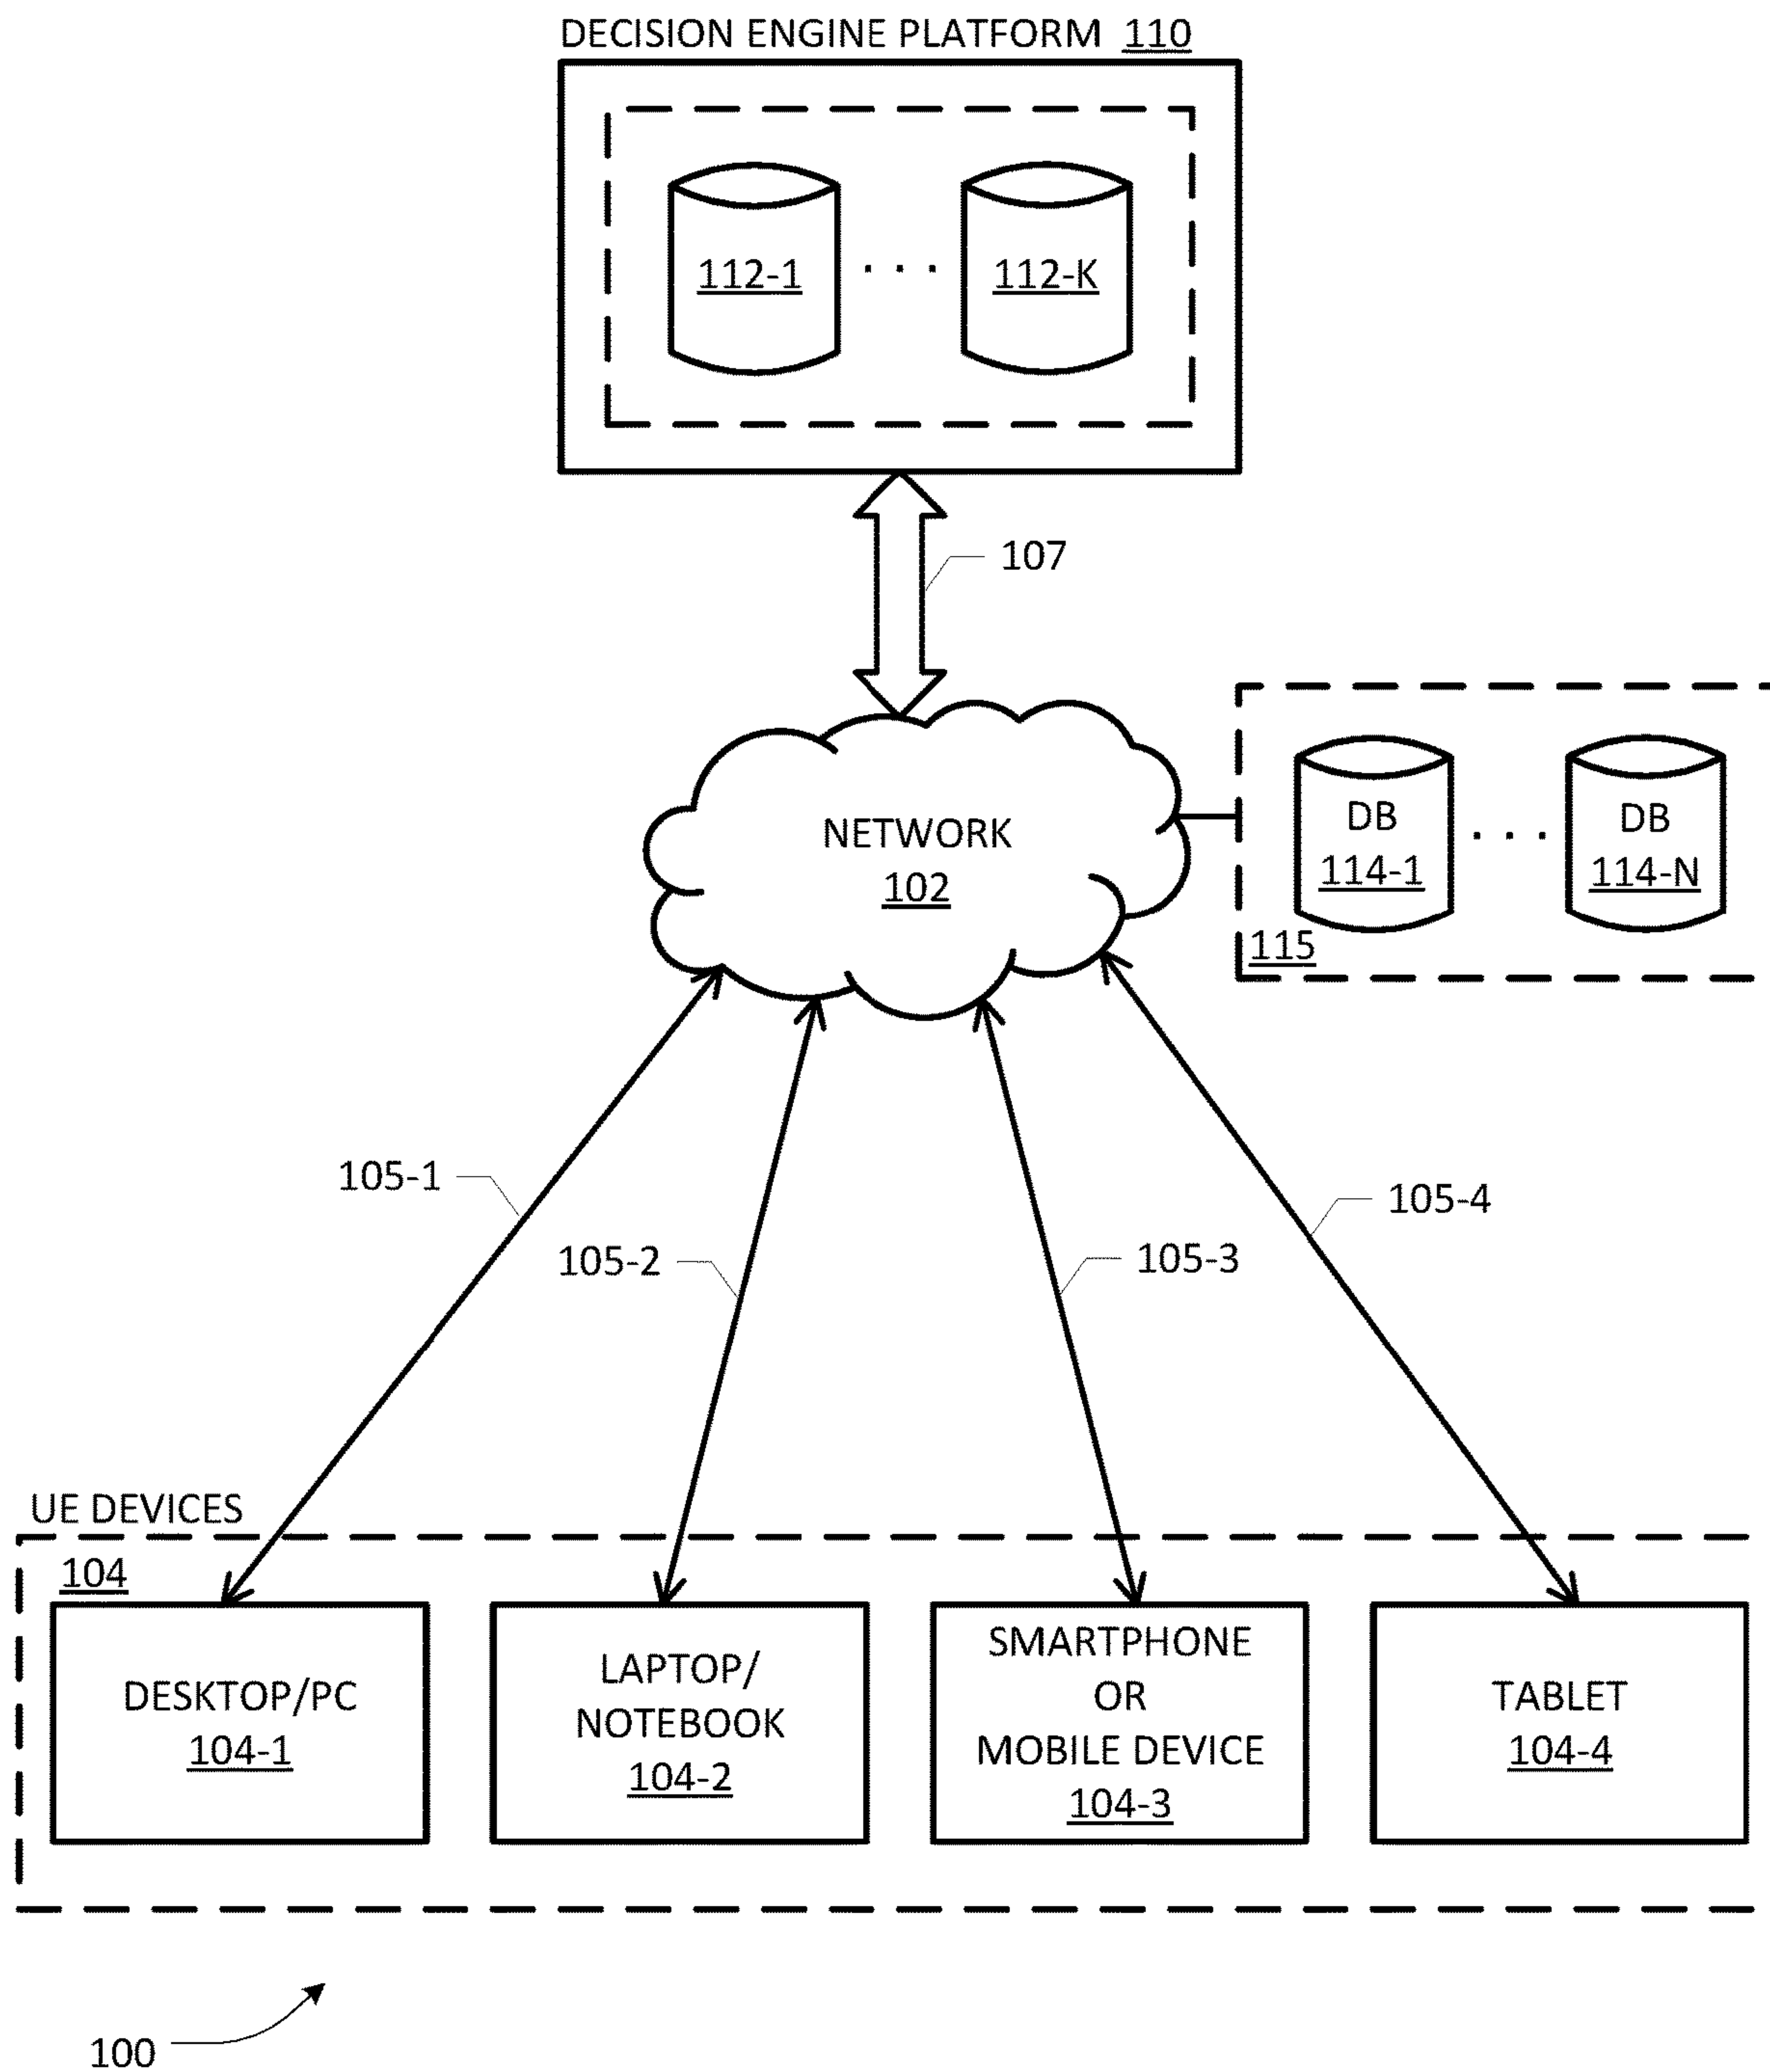 DECISION ENGINE PLATFORM 110
112-1 . . . 112-K
107
NETWORK
102
DB
114-1
. . .
DB
114-N
115
105-1
105-2
105-3
105-4
UE DEVICES
104
DESKTOP/PC
104-1
LAPTOP/
NOTEBOOK
104-2
SMARTPHONE
OR
MOBILE DEVICE
104-3
TABLET
104-4
100